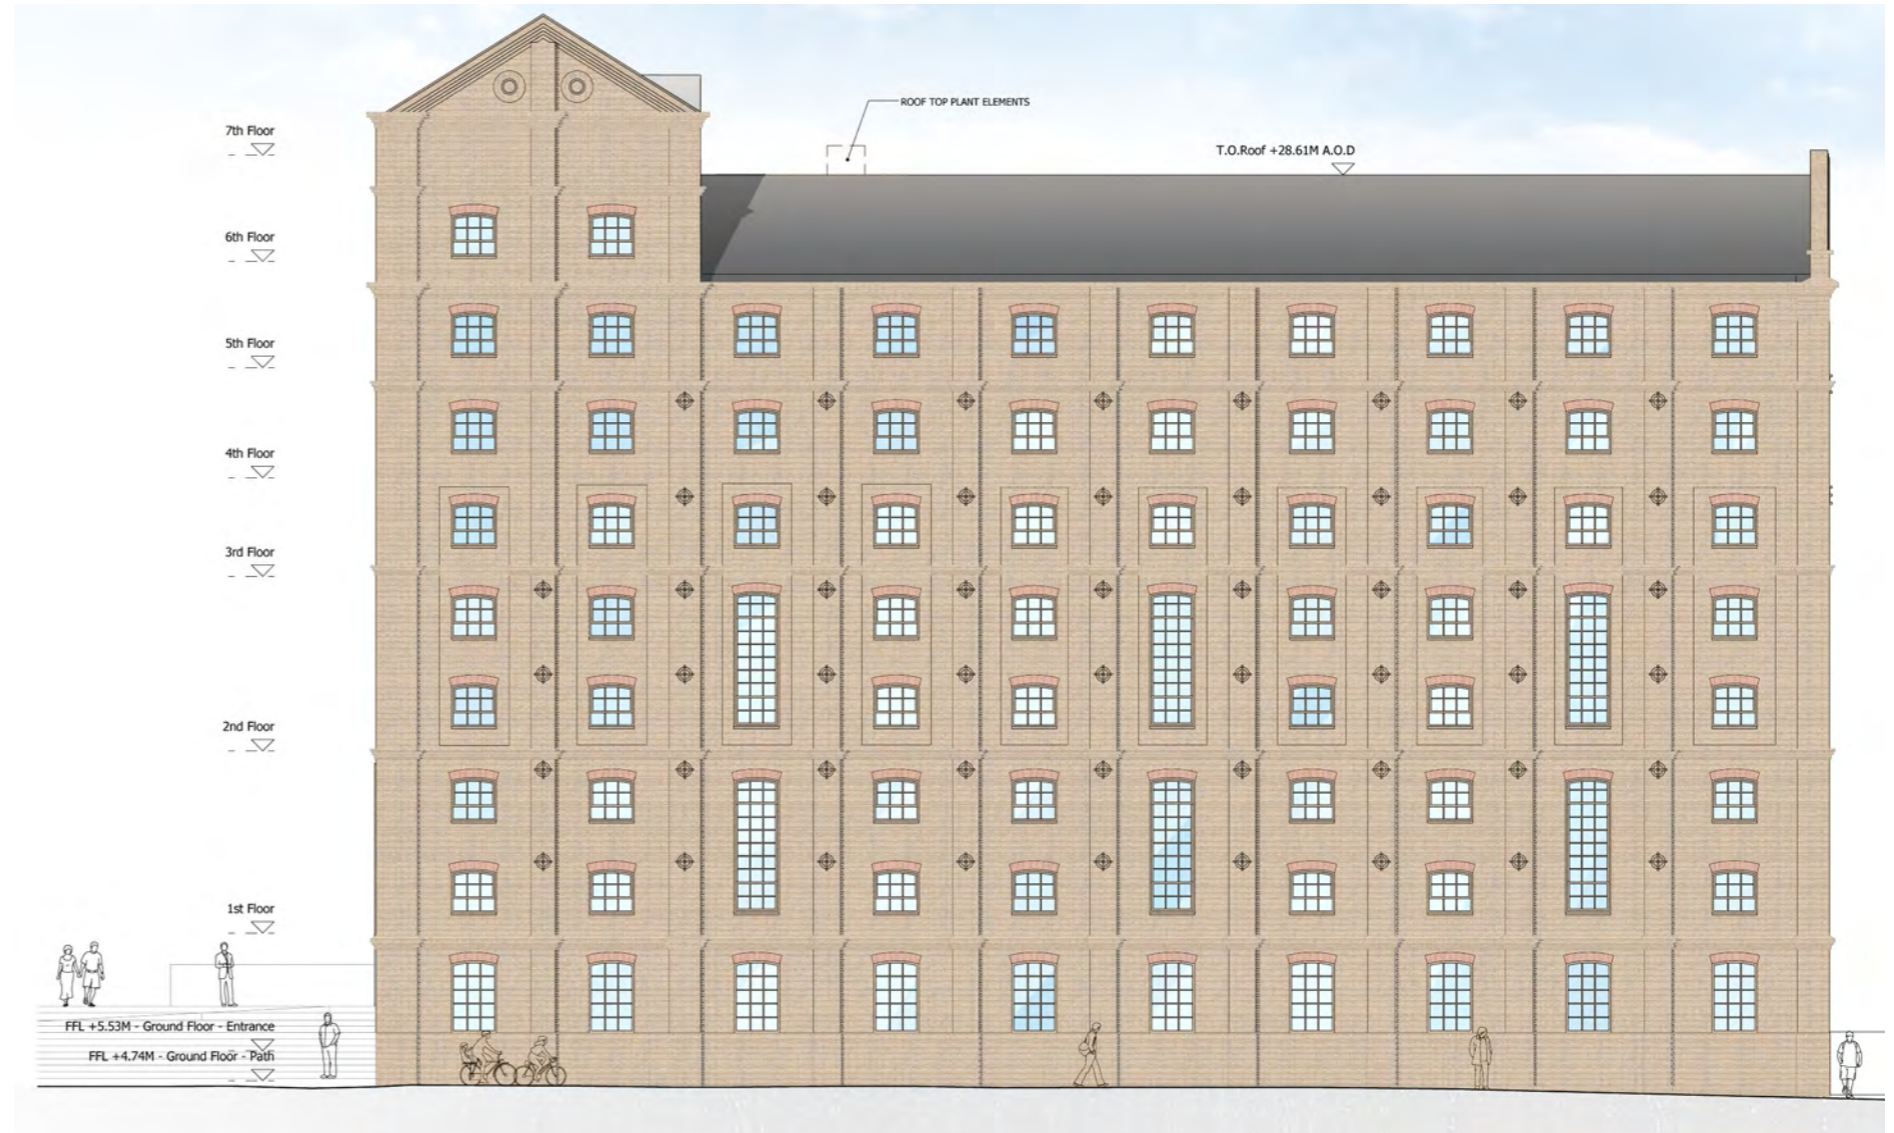 ROOF TOP PLANT ELEMENTS
7th Floor
T.O.Roof +28.61M A.O.D
6th Floor
5th Floor
4th Floor
3rd Floor
2nd Floor
1st Floor
FFL +5.53M - Ground Floor - Entrance
FFL +4.74M - Ground Floor - Path